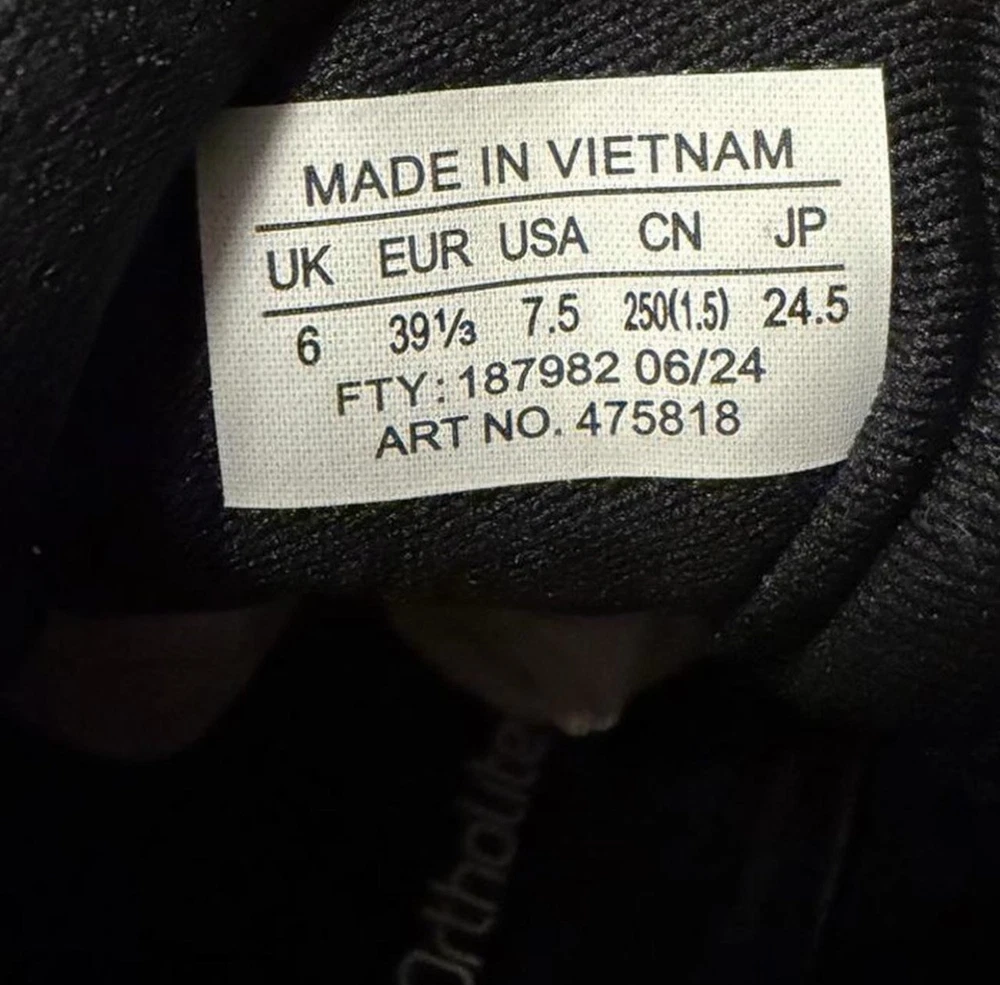 MADE IN VIETNAM
UK EUR USA CN JP
6 39⅓ 7.5 250(1.5) 24.5
FTY: 187982 06/24
ART NO. 475818
Ortholite